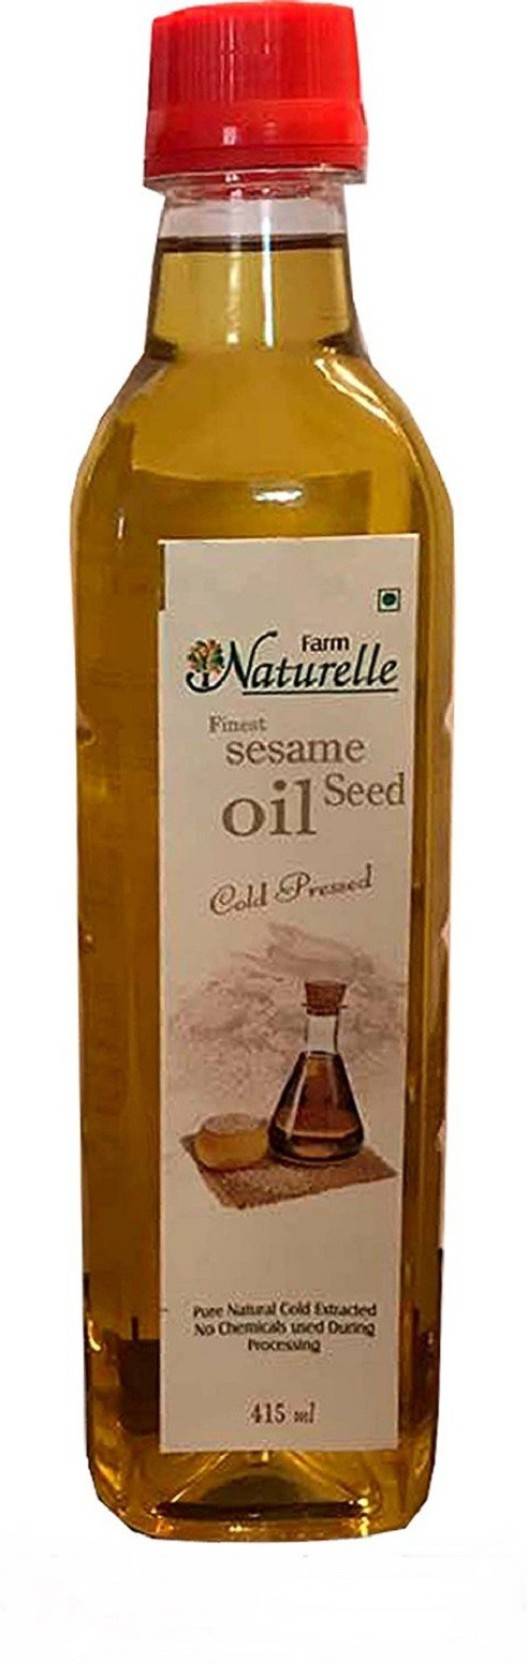 Farm
Naturelle
Finest
sesame
oil Seed
Cold Pressed
Pure Natural Cold Extracted
No Chemicals used During
Processing
415 ml